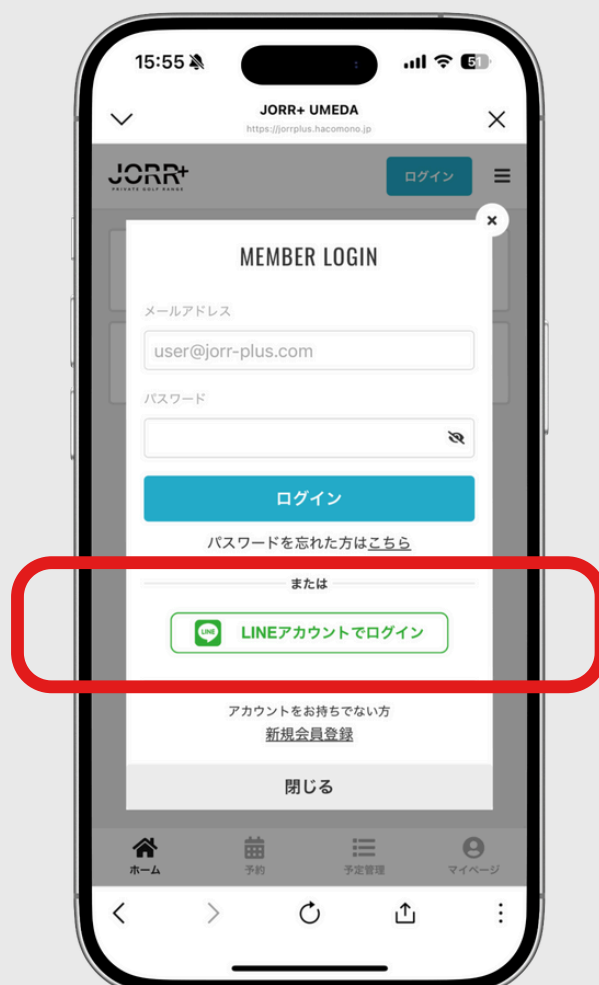 15:55
51
JORR+ UMEDA
https://jorrplus.hacomono.jp
JORR+
PRIVATE GOLF RANGE
ログイン
MEMBER LOGIN
メールアドレス
user@jorr-plus.com
パスワード
ログイン
パスワードを忘れた方はこちら
または
LINE
LINEアカウントでログイン
アカウントをお持ちでない方
新規会員登録
閉じる
ホーム
予約
予定管理
マイページ